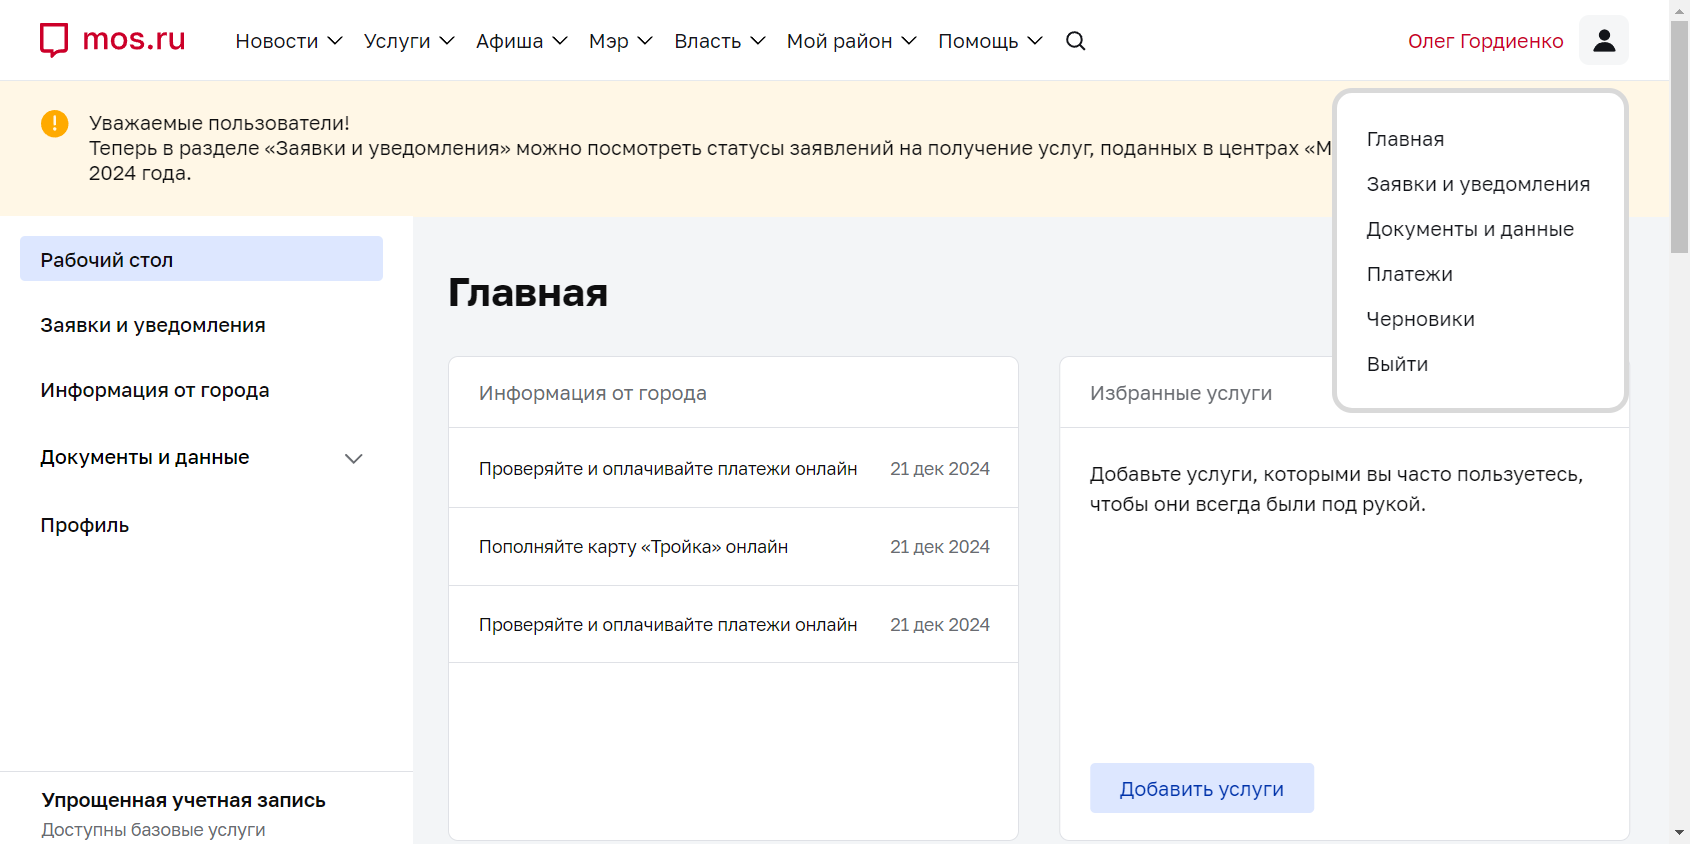 mos.ru
Новости
Услуги
Афиша
Мэр
Власть
Мой район
Помощь
Олег Гордиенко
Уважаемые пользователи!
Теперь в разделе «Заявки и уведомления» можно посмотреть статусы заявлений на получение услуг, поданных в центрах «М
2024 года.
Главная
Заявки и уведомления
Документы и данные
Платежи
Черновики
Выйти
Рабочий стол
Заявки и уведомления
Информация от города
Документы и данные
Профиль
Упрощенная учетная запись
Доступны базовые услуги
Главная
Информация от города
Проверяйте и оплачивайте платежи онлайн 21 дек 2024
Пополняйте карту «Тройка» онлайн 21 дек 2024
Проверяйте и оплачивайте платежи онлайн 21 дек 2024
Избранные услуги
Добавьте услуги, которыми вы часто пользуетесь,
чтобы они всегда были под рукой.
Добавить услуги